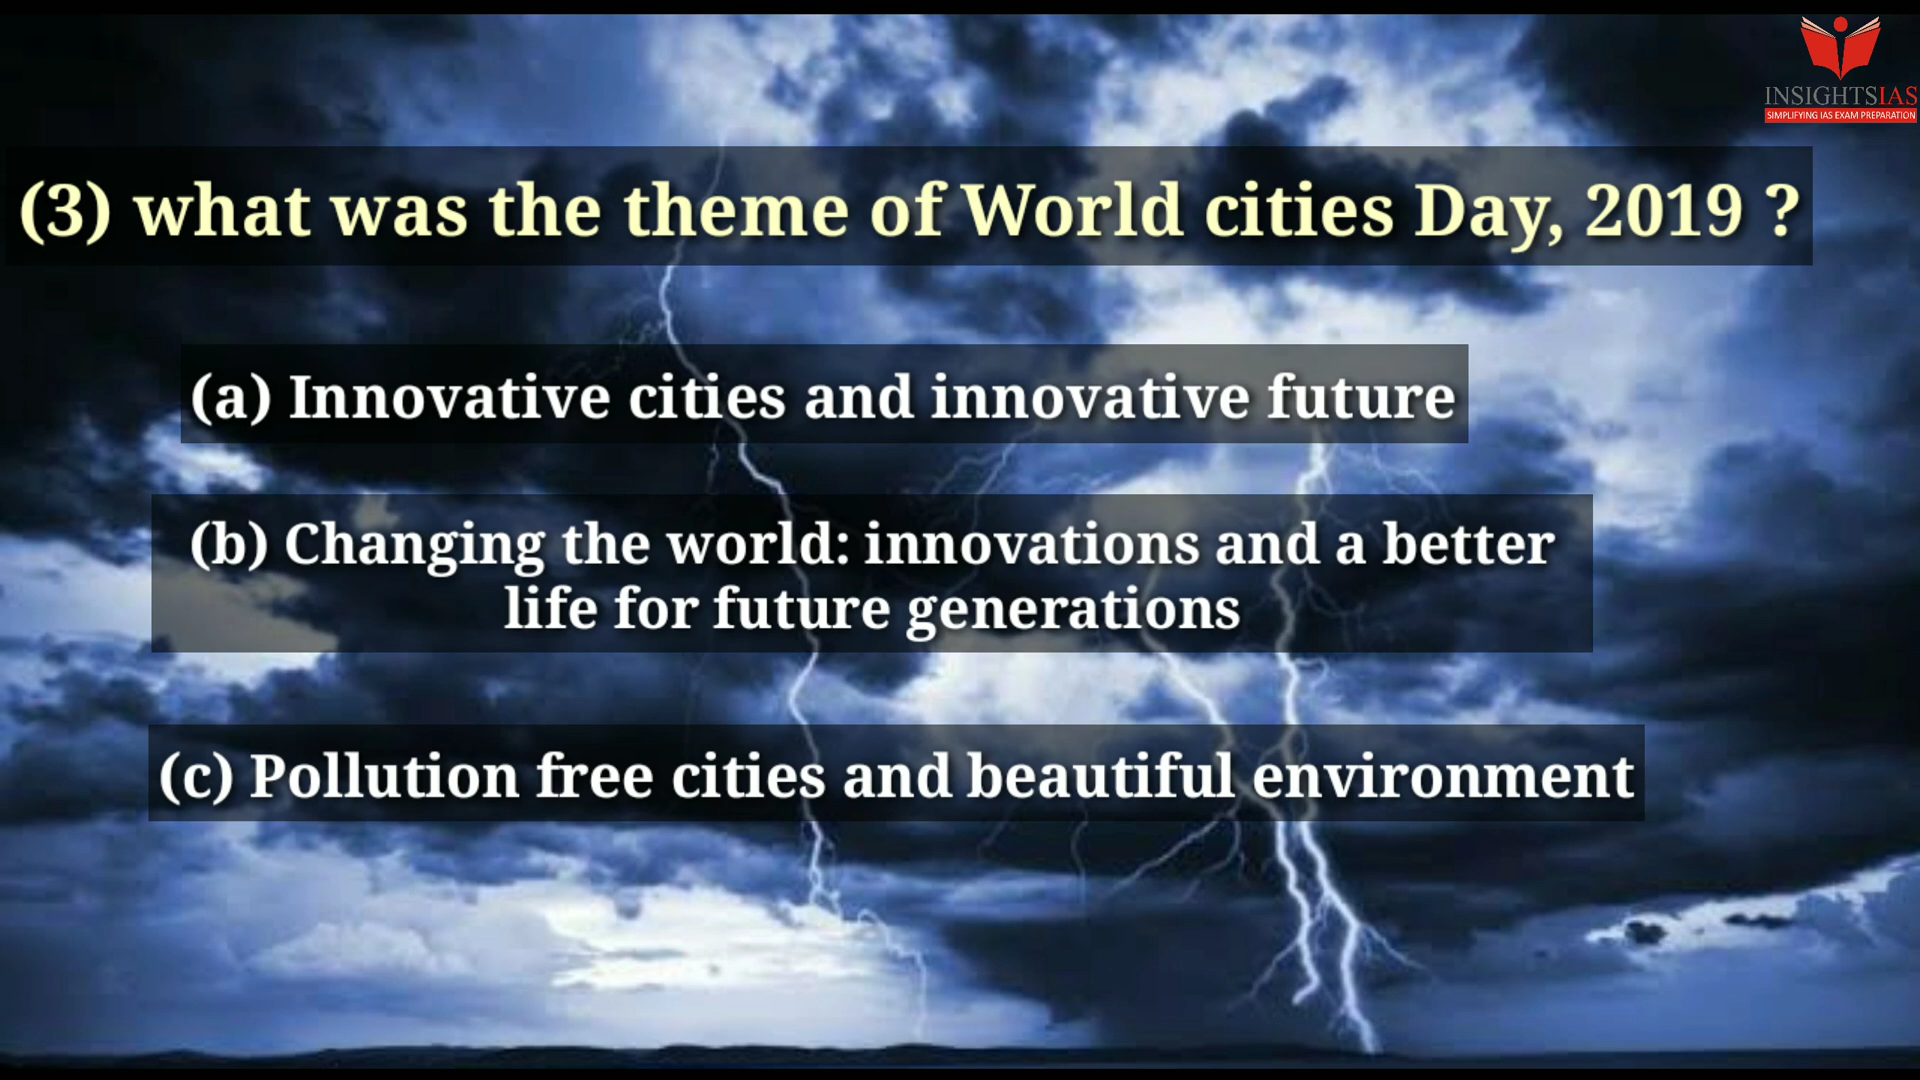 INSIGHTSIAS
SIMPLIFYING IAS EXAM PREPARATION
(3) what was the theme of World cities Day, 2019 ?
(a) Innovative cities and innovative future
(b) Changing the world: innovations and a better
life for future generations
(c) Pollution free cities and beautiful environment